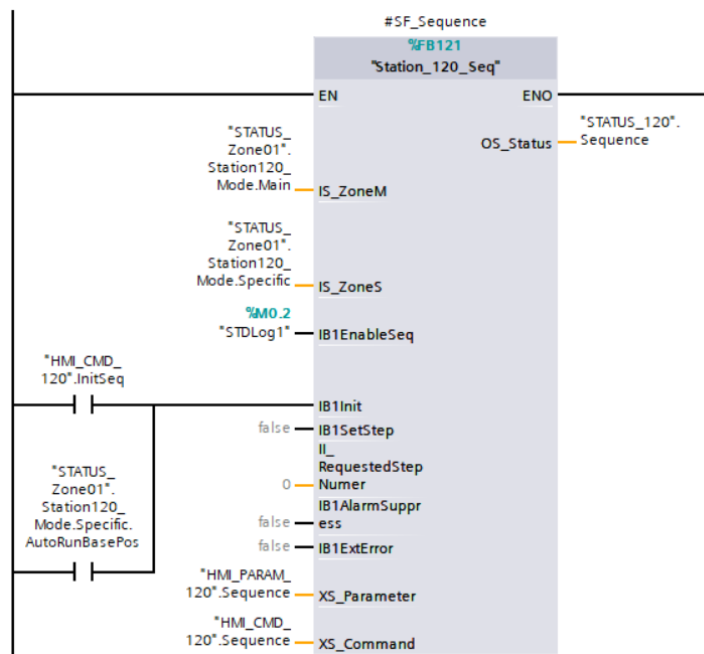 #SF_Sequence
%FB121
"Station_120_Seq"
EN
ENO
"STATUS_120".
Sequence
OS_Status
"STATUS_
Zone01".
Station120_
Mode.Main
IS_ZoneM
"STATUS_
Zone01".
Station120_
Mode.Specific
IS_ZoneS
%M0.2
"STDLog1"
IB1EnableSeq
"HMI_CMD_
120".InitSeq
IB1Init
false
IB1SetStep
II_
RequestedStep
0
Numer
"STATUS_
Zone01".
Station120_
Mode.Specific.
AutoRunBasePos
IB1AlarmSuppr
false
ess
false
IB1ExtError
"HMI_PARAM_
120".Sequence
XS_Parameter
"HMI_CMD_
120".Sequence
XS_Command